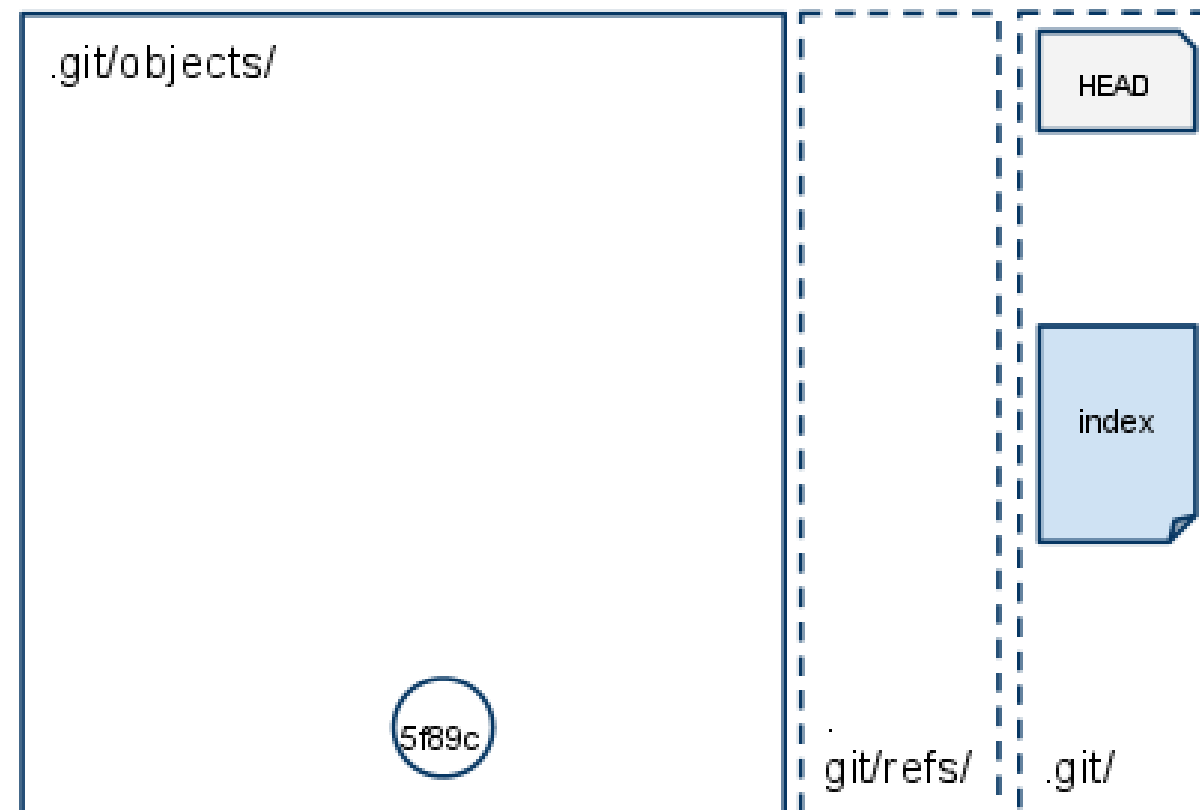 .git/objects/
HEAD
index
5f89c
.
git/refs/
.git/